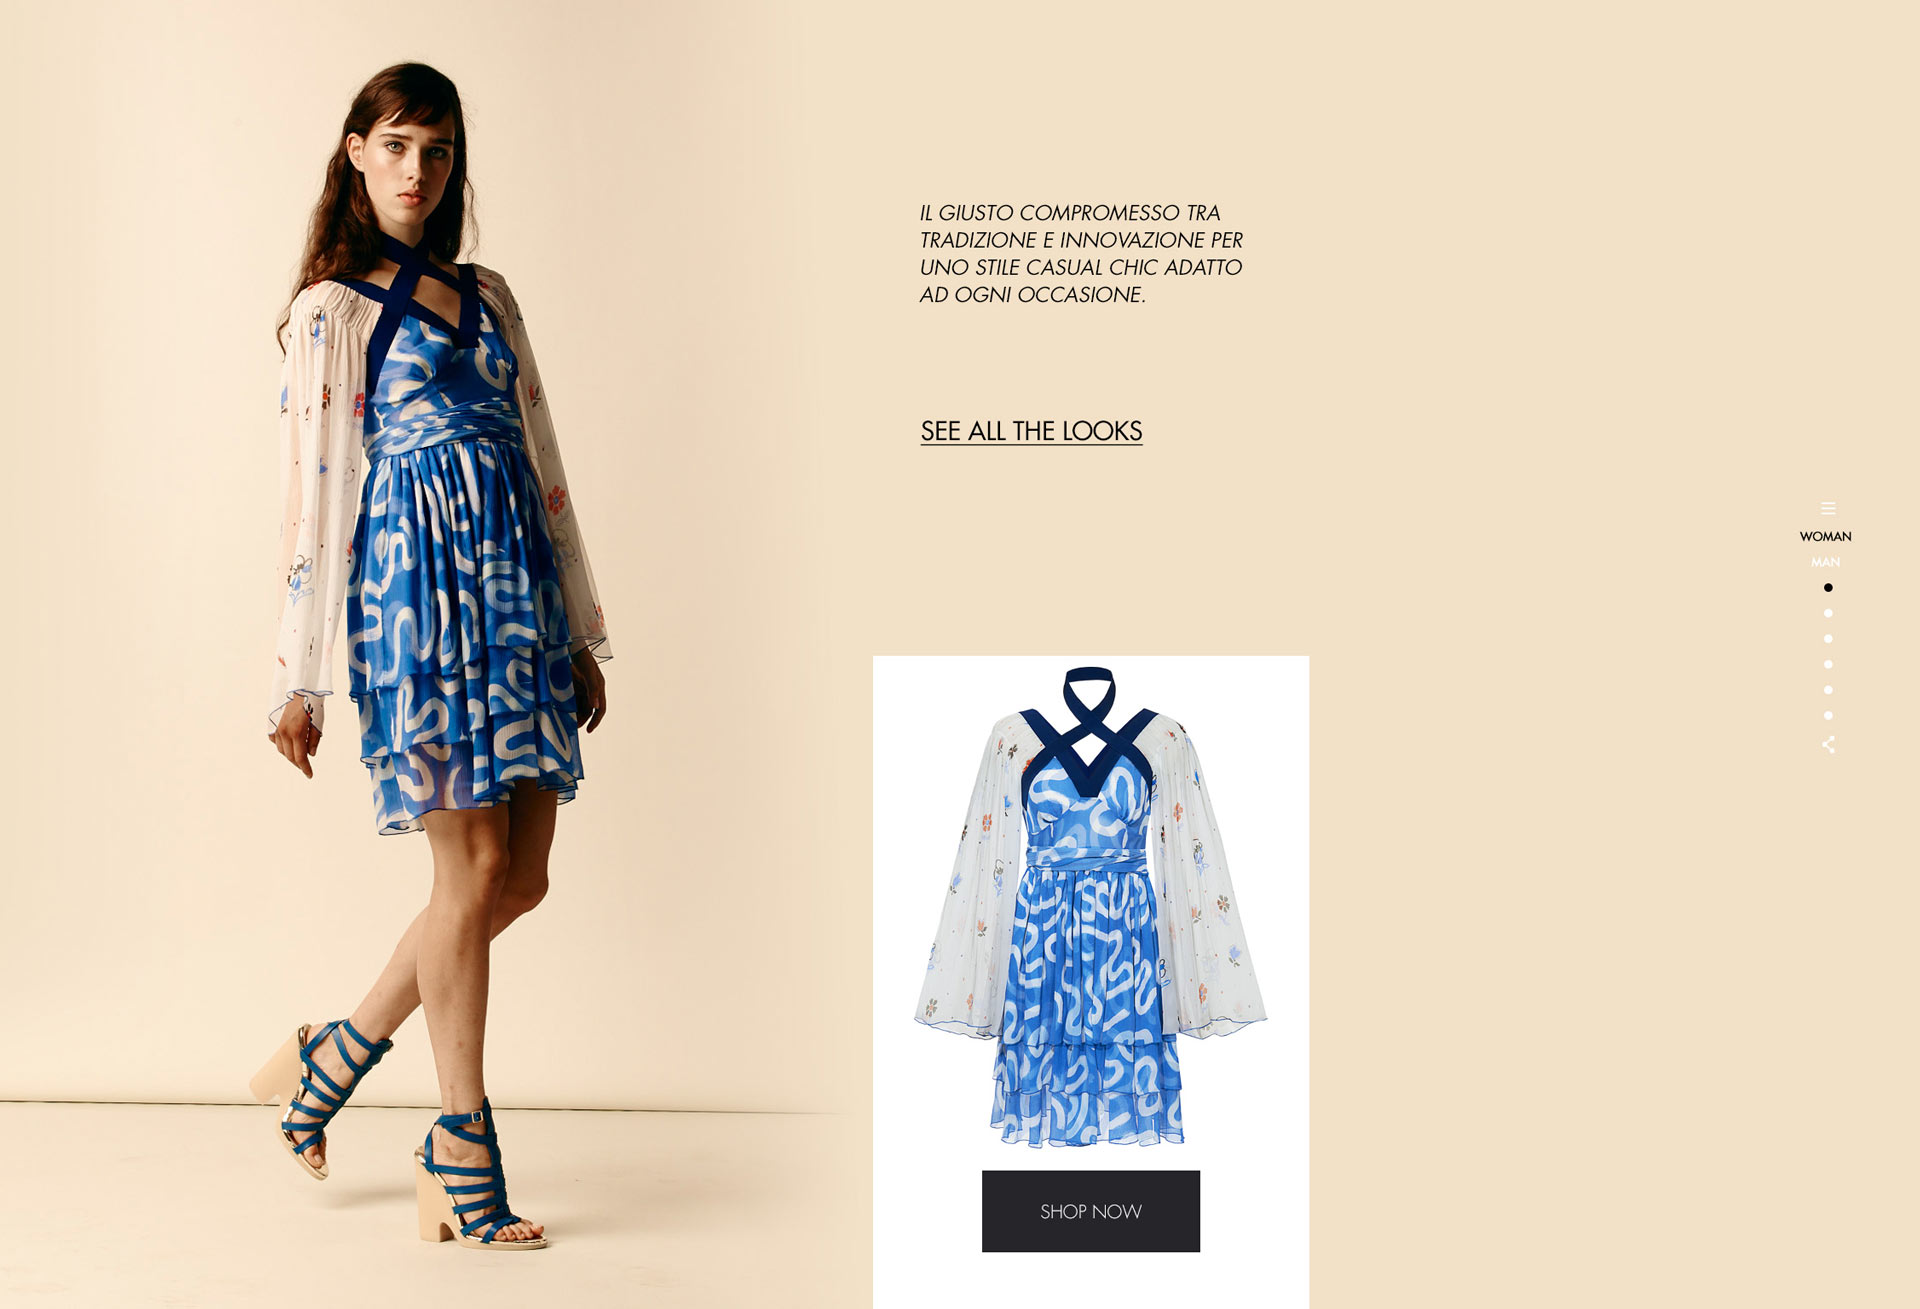 IL GIUSTO COMPROMESSO TRA
TRADIZIONE E INNOVAZIONE PER
UNO STILE CASUAL CHIC ADATTO
AD OGNI OCCASIONE.
SEE ALL THE LOOKS
WOMAN
MAN
SHOP NOW